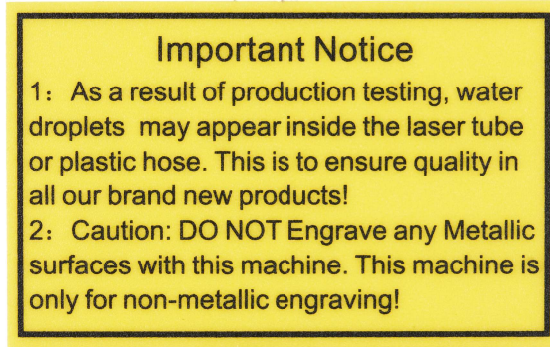 Important Notice
1: As a result of production testing, water
droplets may appear inside the laser tube
or plastic hose. This is to ensure quality in
all our brand new products!
2: Caution: DO NOT Engrave any Metallic
surfaces with this machine. This machine is
only for non-metallic engraving!